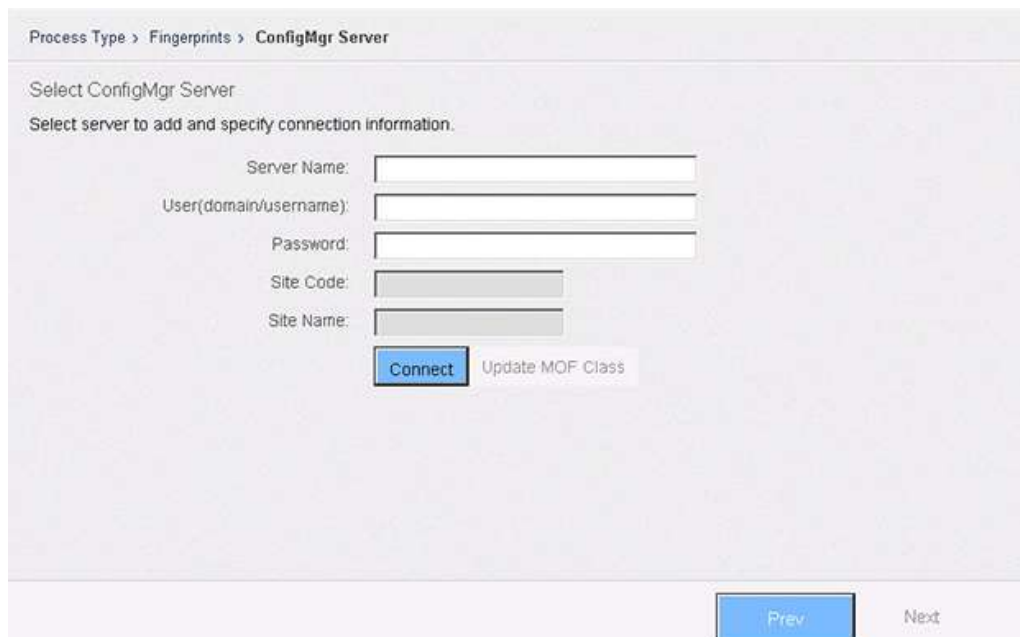 Process Type > Fingerprints > ConfigMgr Server
Select ConfigMgr Server
Select server to add and specify connection information.
Server Name:
User(domain/username):
Password:
Site Code:
Site Name:
Connect Update MOF Class
Prev Next